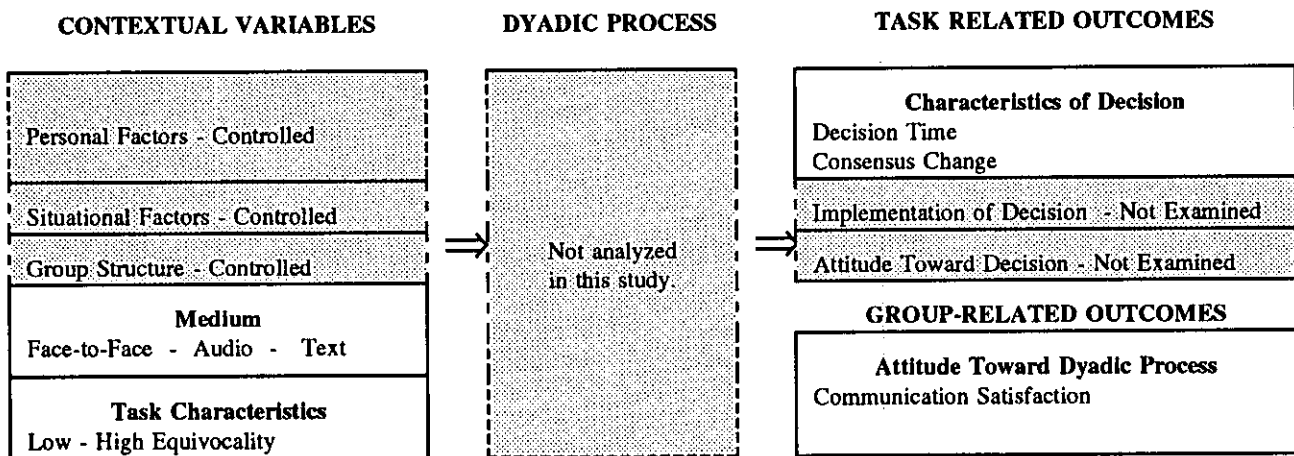 CONTEXTUAL VARIABLES
Personal Factors - Controlled
Situational Factors - Controlled
Group Structure - Controlled
Medium
Face-to-Face - Audio - Text
Task Characteristics
Low - High Equivocality
DYADIC PROCESS
Not analyzed
in this study.
TASK RELATED OUTCOMES
Characteristics of Decision
Decision Time
Consensus Change
Implementation of Decision - Not Examined
Attitude Toward Decision - Not Examined
GROUP-RELATED OUTCOMES
Attitude Toward Dyadic Process
Communication Satisfaction